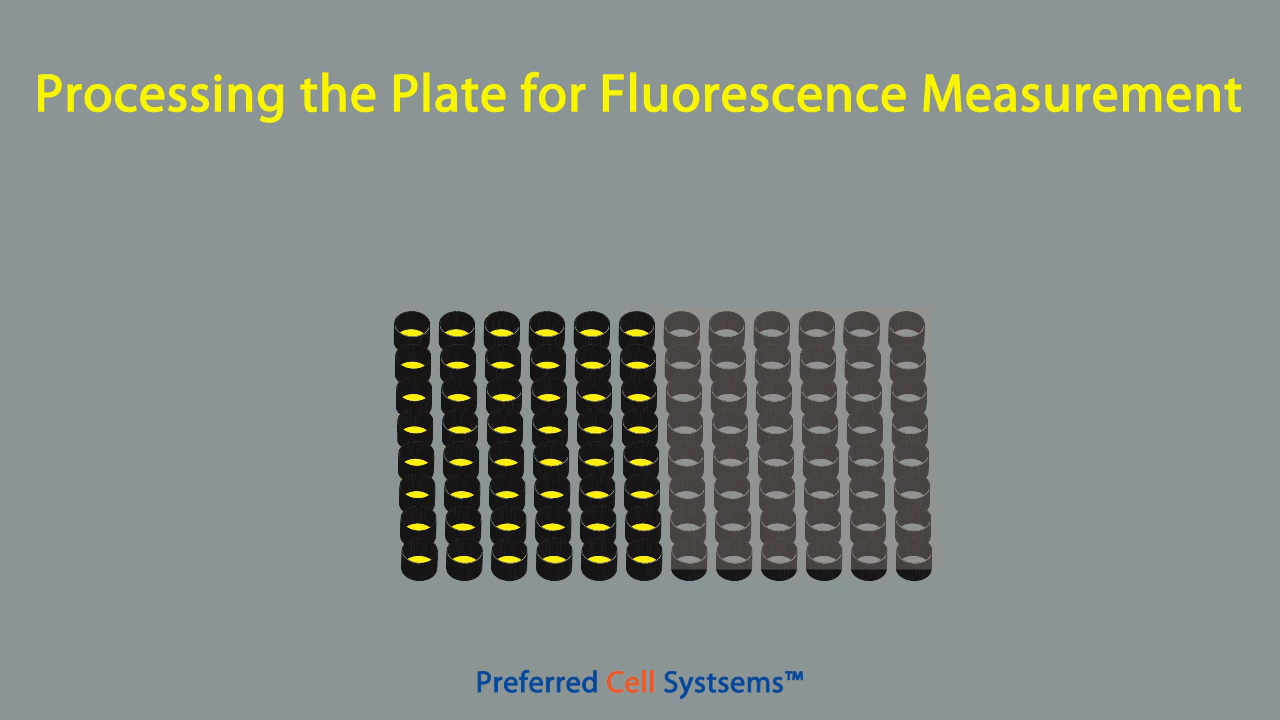 Processing the Plate for Fluorescence Measurement
Preferred Cell Systsems™